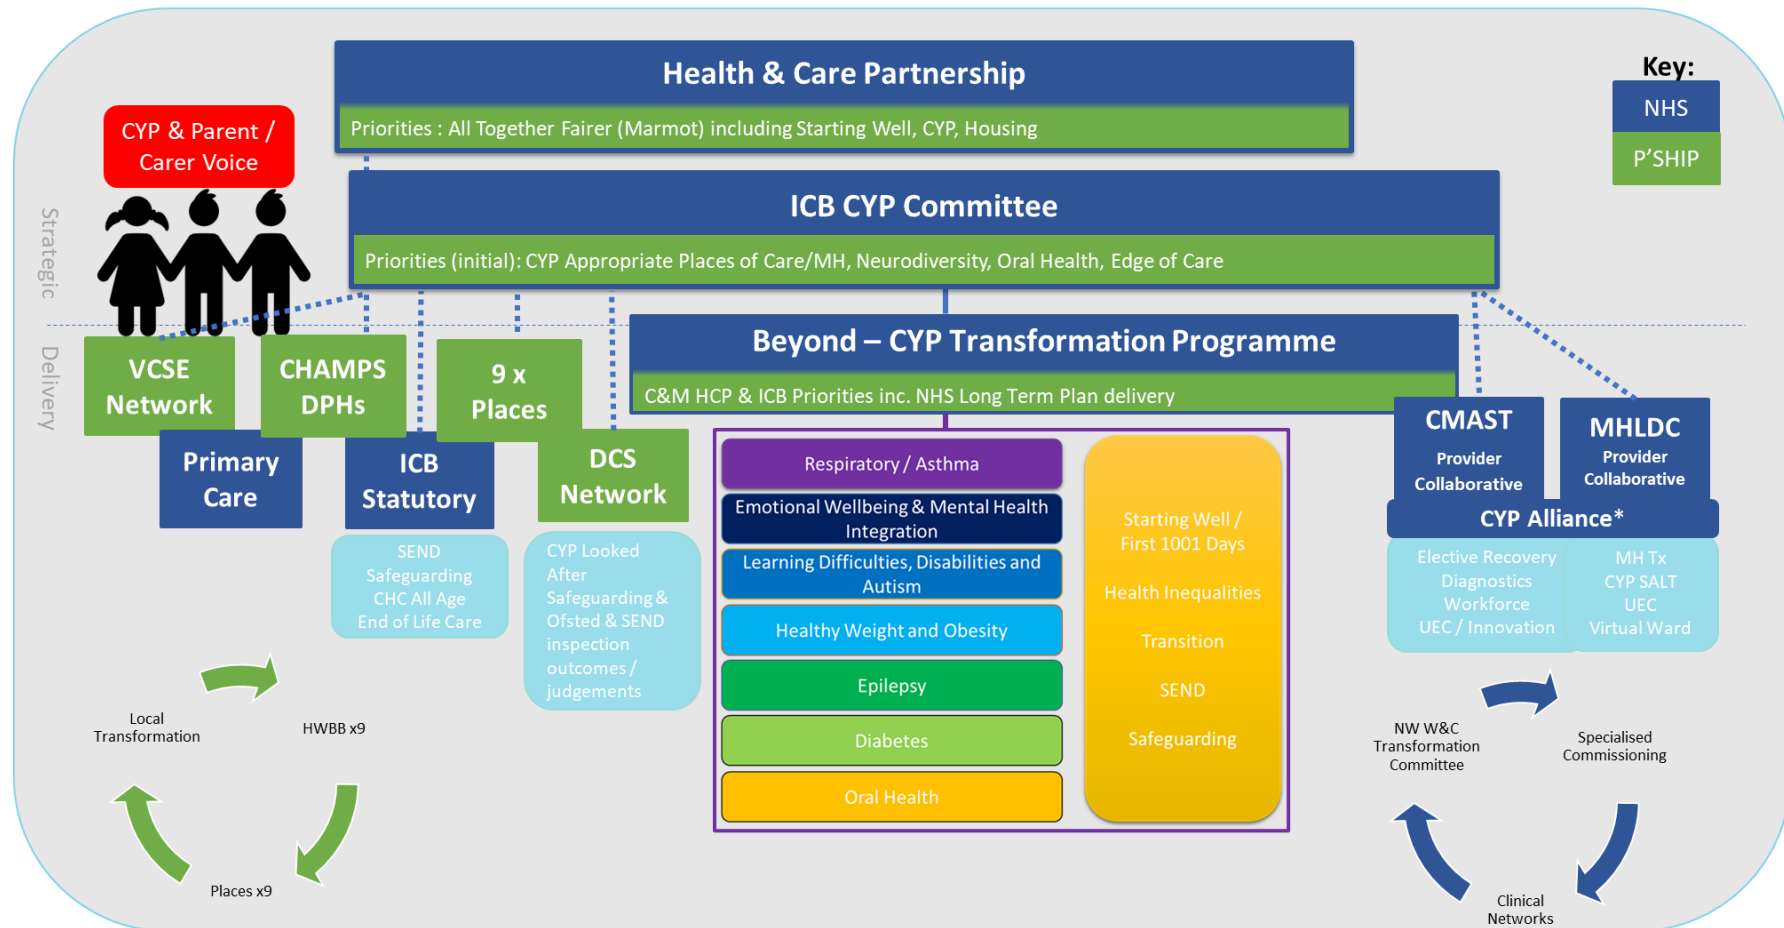 Health & Care Partnership
Priorities : All Together Fairer (Marmot) including Starting Well, CYP, Housing
Key:
NHS
P'SHIP
CYP & Parent /
Carer Voice
Strategic
ICB CYP Committee
Priorities (initial): CYP Appropriate Places of Care/MH, Neurodiversity, Oral Health, Edge of Care
Delivery
VCSE
Network
CHAMPS
DPHs
9 x
Places
Beyond – CYP Transformation Programme
C&M HCP & ICB Priorities inc. NHS Long Term Plan delivery
Primary
Care
ICB
Statutory
DCS
Network
SEND
Safeguarding
CHC All Age
End of Life Care
CYP Looked
After
Safeguarding &
Ofsted & SEND
inspection
outcomes /
judgements
Respiratory / Asthma
Emotional Wellbeing & Mental Health
Integration
Learning Difficulties, Disabilities and
Autism
Healthy Weight and Obesity
Epilepsy
Diabetes
Oral Health
Starting Well /
First 1001 Days
Health Inequalities
Transition
SEND
Safeguarding
CMAST
Provider
Collaborative
MHLDC
Provider
Collaborative
CYP Alliance*
Elective Recovery
Diagnostics
Workforce
UEC / Innovation
MH Tx
CYP SALT
UEC
Virtual Ward
Local
Transformation
HWBB x9
Places x9
NW W&C
Transformation
Committee
Specialised
Commissioning
Clinical
Networks